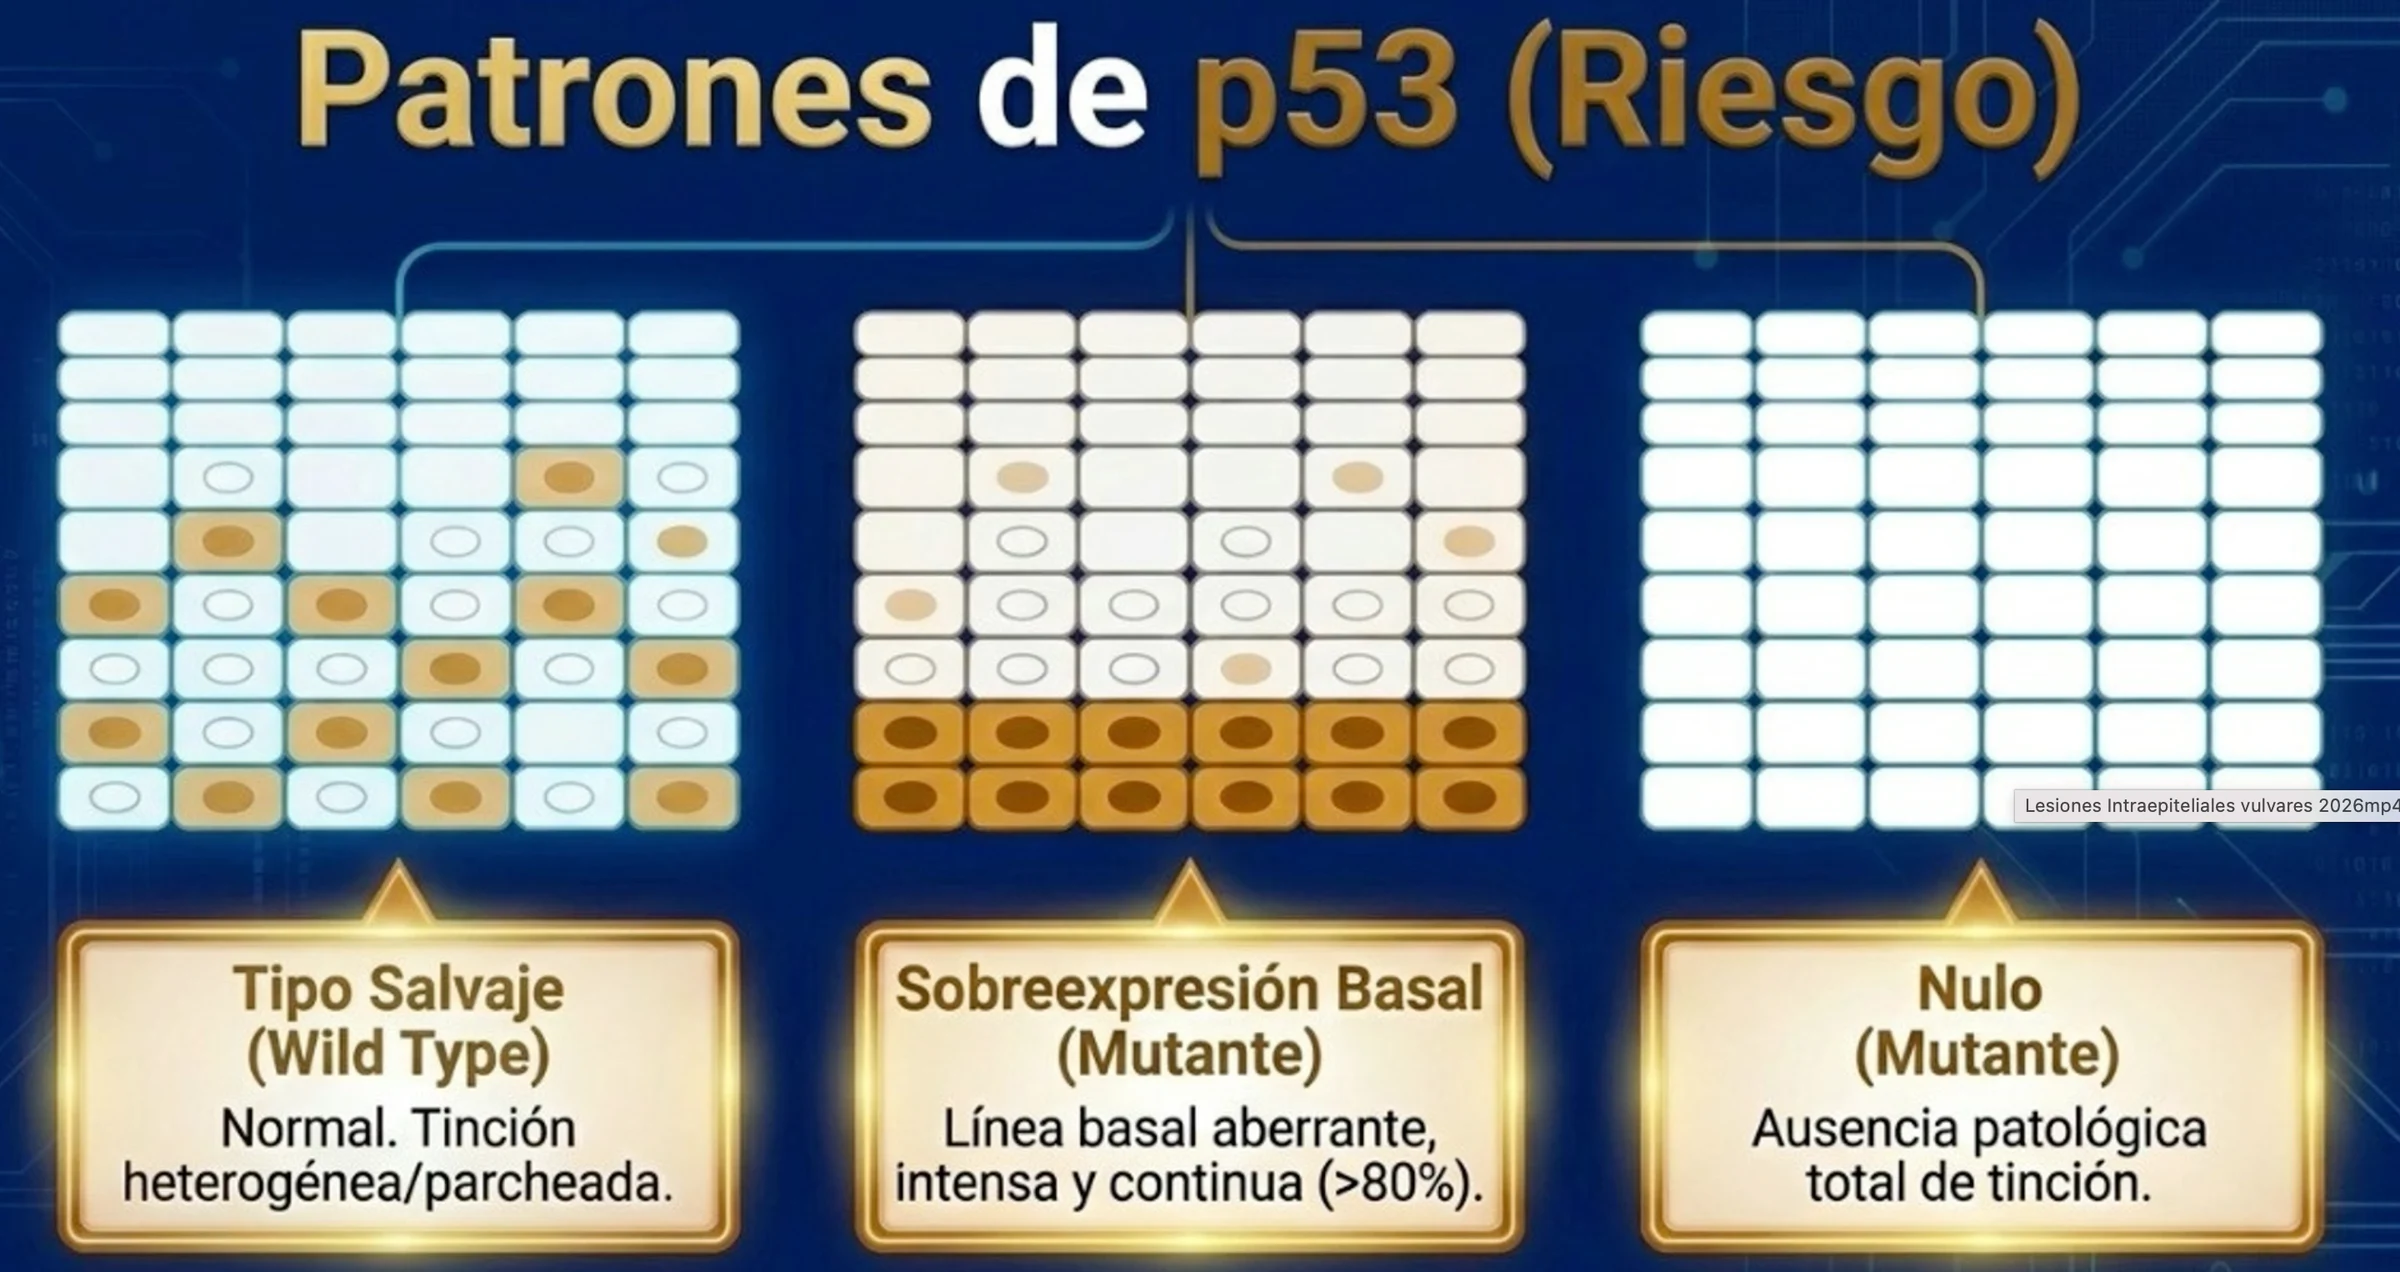 Patrones de p53 (Riesgo)
Lesiones Intraepiteliales vulvares 2026mp4
Tipo Salvaje
(Wild Type)
Normal. Tinción
heterogénea/parcheada.
Sobreexpresión Basal
(Mutante)
Línea basal aberrante,
intensa y continua (>80%).
Nulo
(Mutante)
Ausencia patológica
total de tinción.